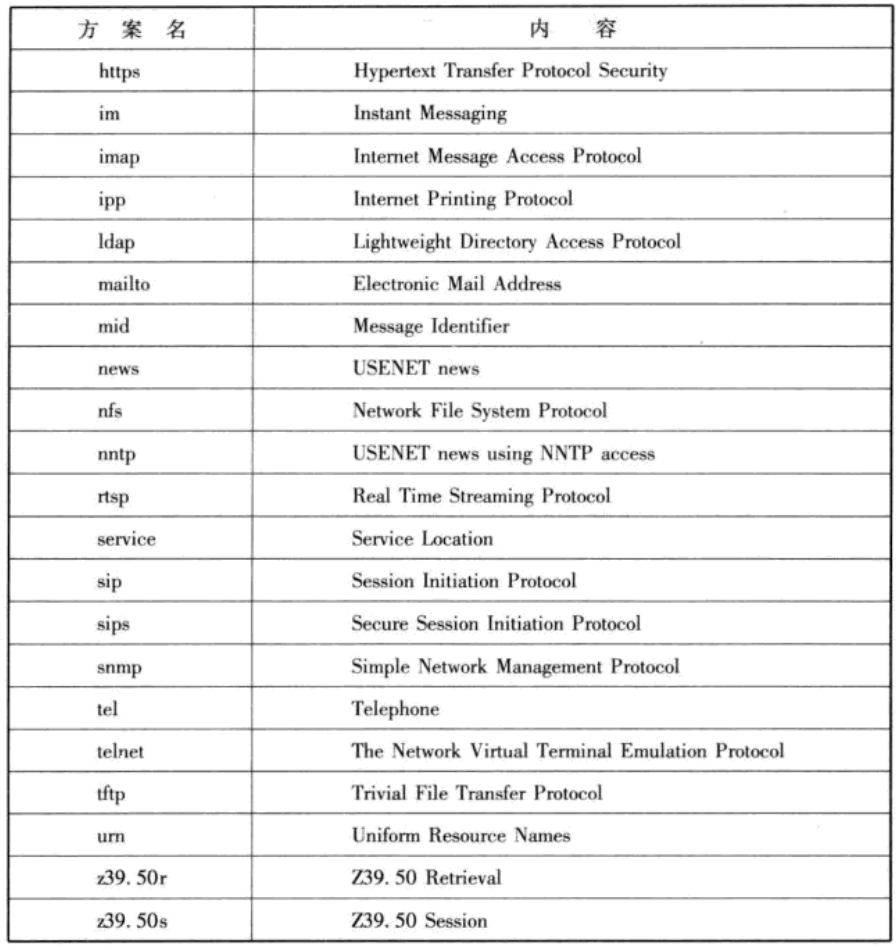 方 案 名 内 容
https Hypertext Transfer Protocol Security
im Instant Messaging
imap Internet Message Access Protocol
ipp Internet Printing Protocol
ldap Lightweight Directory Access Protocol
mailto Electronic Mail Address
mid Message Identifier
news USENET news
nfs Network File System Protocol
nntp USENET news using NNTP access
rtsp Real Time Streaming Protocol
service Service Location
sip Session Initiation Protocol
sips Secure Session Initiation Protocol
snmp Simple Network Management Protocol
tel Telephone
telnet The Network Virtual Terminal Emulation Protocol
tftp Trivial File Transfer Protocol
urn Uniform Resource Names
z39.50r Z39.50 Retrieval
z39.50s Z39.50 Session